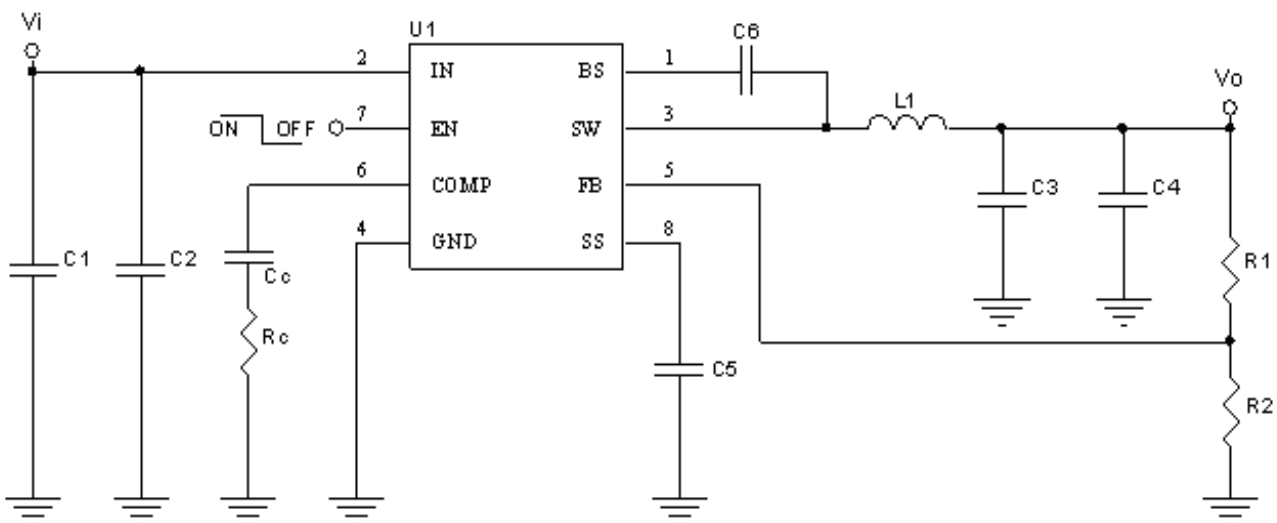 Vi
U1
C6
2
IN
BS
1
Vo
7
ON
OFF
EN
SW
3
L1
6
COMP
FB
5
C3
C4
4
GND
SS
8
C1
C2
Cc
R1
Rc
C5
R2